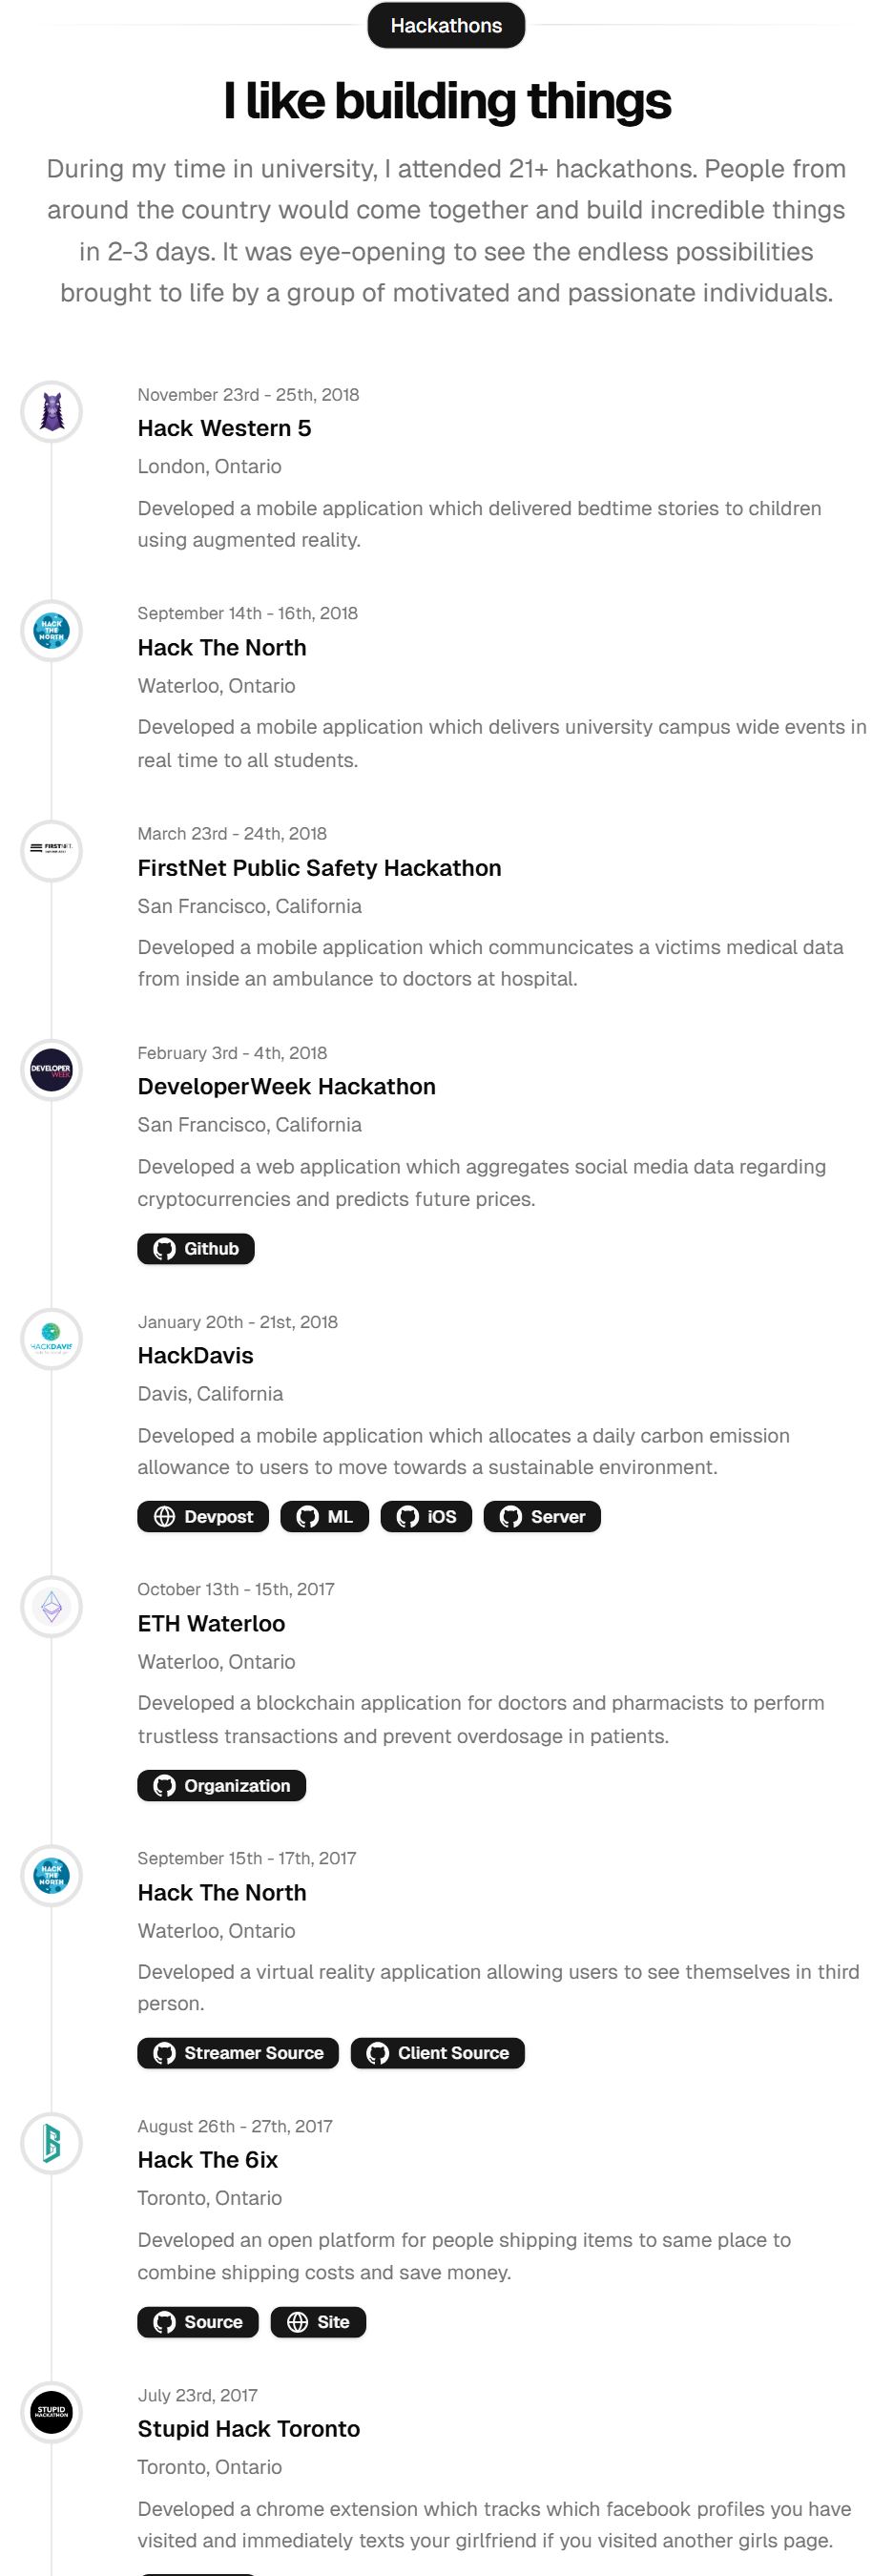 Hackathons
I like building things
During my time in university, I attended 21+ hackathons. People from
around the country would come together and build incredible things
in 2-3 days. It was eye-opening to see the endless possibilities
brought to life by a group of motivated and passionate individuals.
November 23rd - 25th, 2018
Hack Western 5
London, Ontario
Developed a mobile application which delivered bedtime stories to children
using augmented reality.
HACK
THE
NORTH
September 14th - 16th, 2018
Hack The North
Waterloo, Ontario
Developed a mobile application which delivers university campus wide events in
real time to all students.
FIRSTNET
March 23rd - 24th, 2018
FirstNet Public Safety Hackathon
San Francisco, California
Developed a mobile application which communcicates a victims medical data
from inside an ambulance to doctors at hospital.
DEVELOPER
WEEK
February 3rd - 4th, 2018
DeveloperWeek Hackathon
San Francisco, California
Developed a web application which aggregates social media data regarding
cryptocurrencies and predicts future prices.
Github
HACKDAVIS
January 20th - 21st, 2018
HackDavis
Davis, California
Developed a mobile application which allocates a daily carbon emission
allowance to users to move towards a sustainable environment.
Devpost ML iOS Server
October 13th - 15th, 2017
ETH Waterloo
Waterloo, Ontario
Developed a blockchain application for doctors and pharmacists to perform
trustless transactions and prevent overdosage in patients.
Organization
HACK
THE
NORTH
September 15th - 17th, 2017
Hack The North
Waterloo, Ontario
Developed a virtual reality application allowing users to see themselves in third
person.
Streamer Source Client Source
August 26th - 27th, 2017
Hack The 6ix
Toronto, Ontario
Developed an open platform for people shipping items to same place to
combine shipping costs and save money.
Source Site
STUPID
HACKATHON
July 23rd, 2017
Stupid Hack Toronto
Toronto, Ontario
Developed a chrome extension which tracks which facebook profiles you have
visited and immediately texts your girlfriend if you visited another girls page.